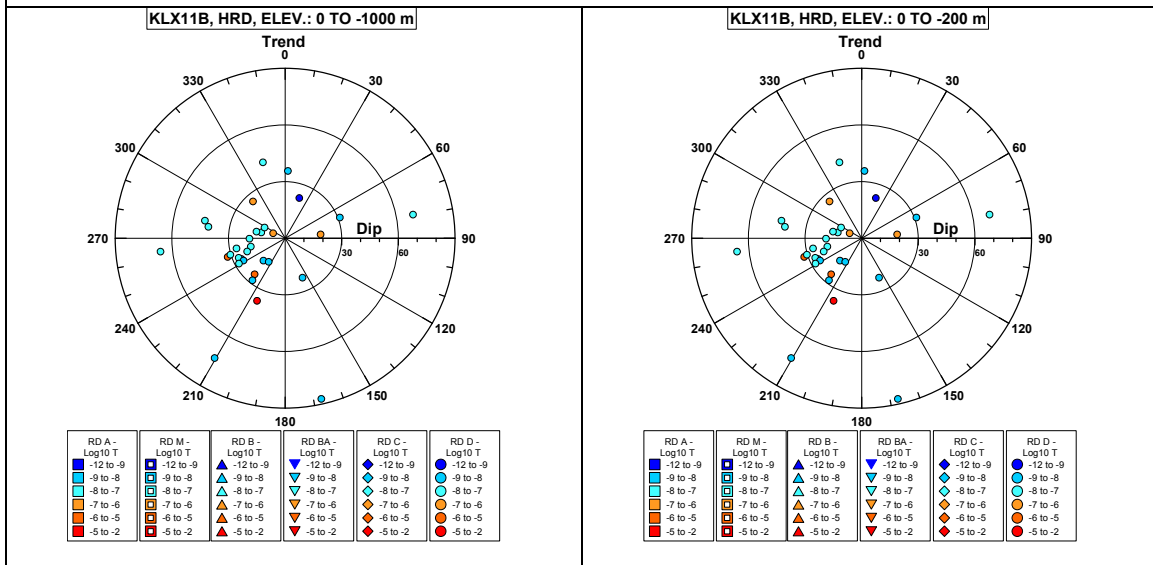 KLX11B, HRD, ELEV.: 0 TO -1000 m
Trend
0
30
60
90
120
150
180
210
240
270
300
330
Dip
30
60
RD A -
Log10 T
-12 to -9
-9 to -8
-8 to -7
-7 to -6
-6 to -5
-5 to -2
RD M -
Log10 T
-12 to -9
-9 to -8
-8 to -7
-7 to -6
-6 to -5
-5 to -2
RD B -
Log10 T
-12 to -9
-9 to -8
-8 to -7
-7 to -6
-6 to -5
-5 to -2
RD BA -
Log10 T
-12 to -9
-9 to -8
-8 to -7
-7 to -6
-6 to -5
-5 to -2
RD C -
Log10 T
-12 to -9
-9 to -8
-8 to -7
-7 to -6
-6 to -5
-5 to -2
RD D -
Log10 T
-12 to -9
-9 to -8
-8 to -7
-7 to -6
-6 to -5
-5 to -2
KLX11B, HRD, ELEV.: 0 TO -200 m
Trend
0
30
60
90
120
150
180
210
240
270
300
330
Dip
30
60
RD A -
Log10 T
-12 to -9
-9 to -8
-8 to -7
-7 to -6
-6 to -5
-5 to -2
RD M -
Log10 T
-12 to -9
-9 to -8
-8 to -7
-7 to -6
-6 to -5
-5 to -2
RD B -
Log10 T
-12 to -9
-9 to -8
-8 to -7
-7 to -6
-6 to -5
-5 to -2
RD BA -
Log10 T
-12 to -9
-9 to -8
-8 to -7
-7 to -6
-6 to -5
-5 to -2
RD C -
Log10 T
-12 to -9
-9 to -8
-8 to -7
-7 to -6
-6 to -5
-5 to -2
RD D -
Log10 T
-12 to -9
-9 to -8
-8 to -7
-7 to -6
-6 to -5
-5 to -2